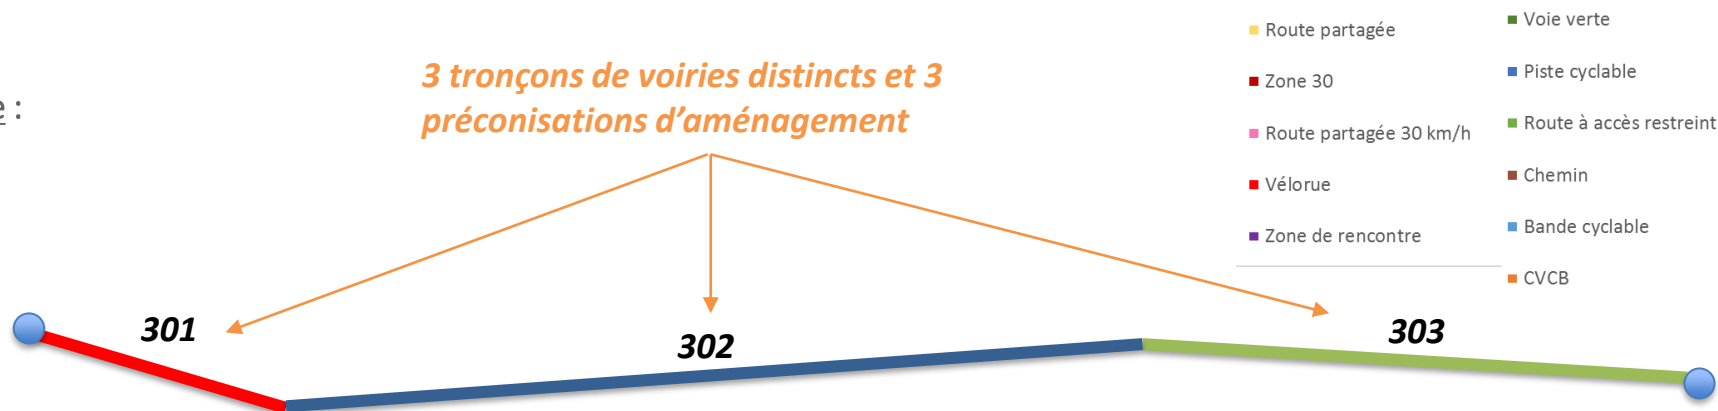 e :
3 tronçons de voiries distincts et 3
préconisations d’aménagement
Route partagée
Zone 30
Route partagée 30 km/h
Vélorue
Zone de rencontre
Voie verte
Piste cyclable
Route à accès restreint
Chemin
Bande cyclable
CVCB
301
302
303